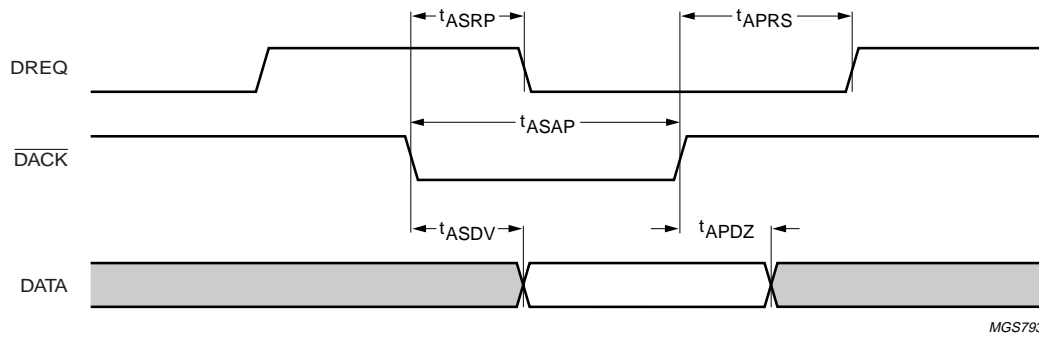 tASRP
tAPRS
DREQ
tASAP
DACK
tASDV
tAPDZ
DATA
MGS793